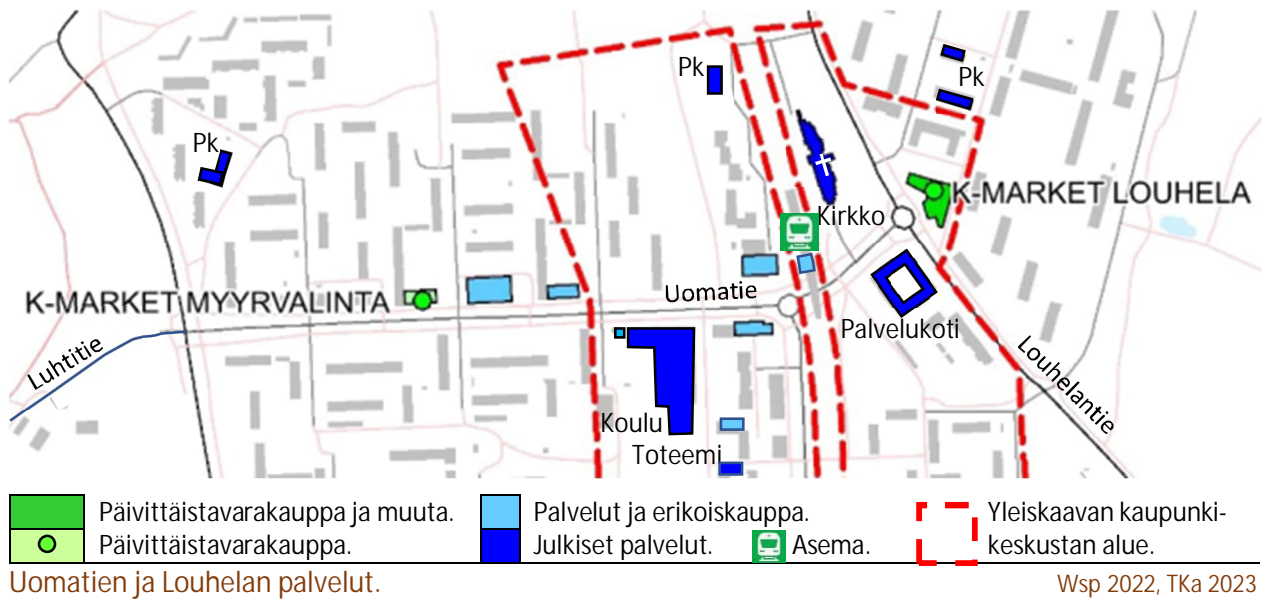 Pk
Pk
Pk
K-MARKET LOUHELA
Kirkko
Uomatie
K-MARKET MYYRVALINTA
Palvelukoti
Luhtitie
Louhelantie
Koulu
Toteemi
Päivittäistavarakauppa ja muuta.
Päivittäistavarakauppa.
Palvelut ja erikoiskauppa.
Julkiset palvelut.
Asema.
Yleiskaavan kaupunki-
keskustan alue.
Uomatien ja Louhelan palvelut.
Wsp 2022, TKa 2023